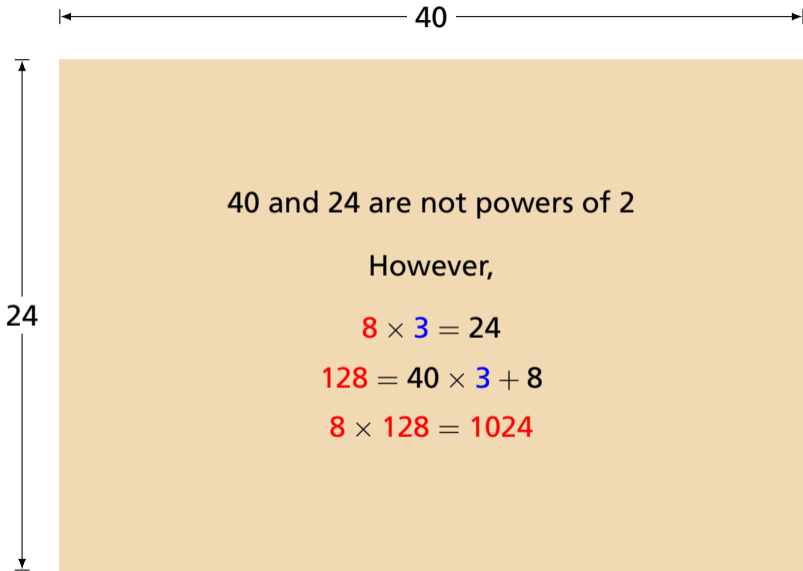 40
24
40 and 24 are not powers of 2
However,
8 × 3 = 24
128 = 40 × 3 + 8
8 × 128 = 1024